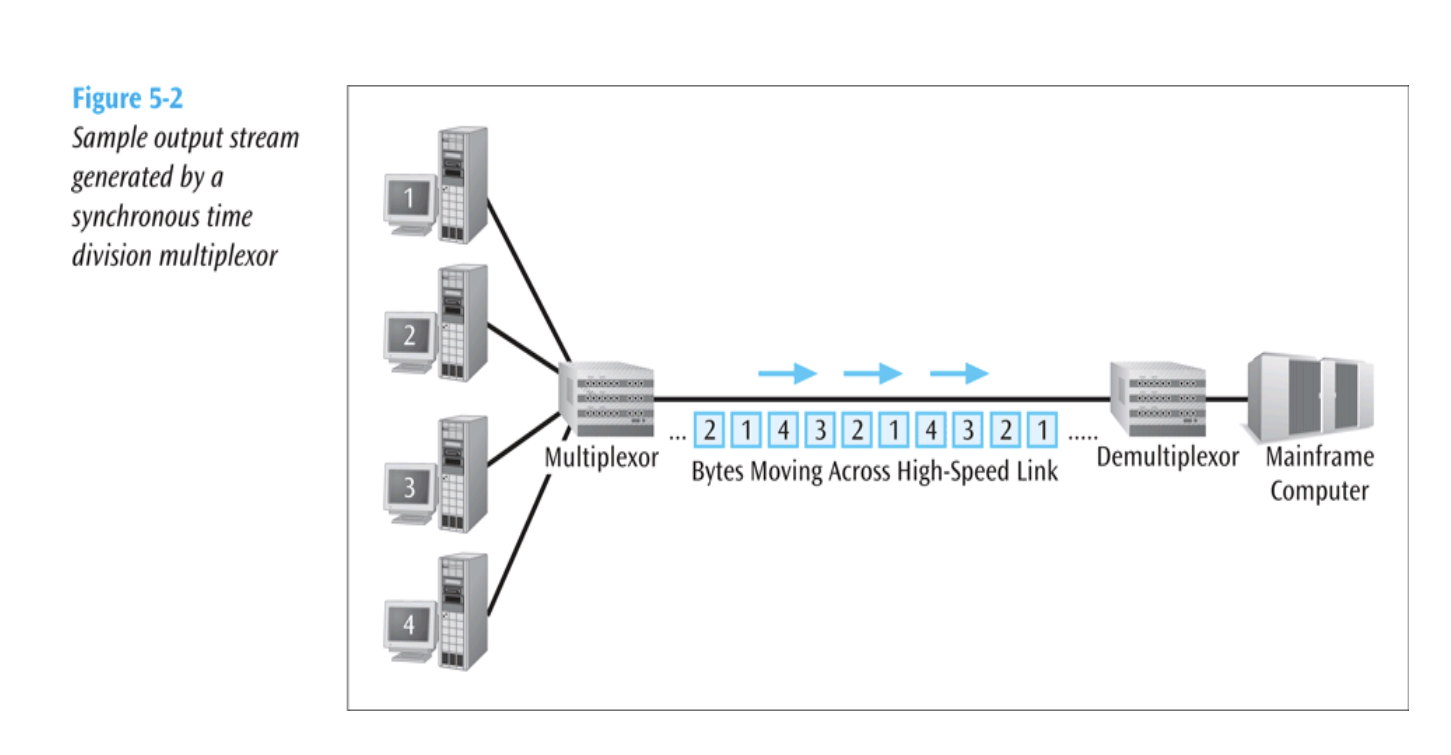 Figure 5-2
Sample output stream
generated by a
synchronous time
division multiplexor
1
2
3
4
... 2 1 4 3 2 1 4 3 2 1 .....
Multiplexor
Bytes Moving Across High-Speed Link
Demultiplexor
Mainframe
Computer